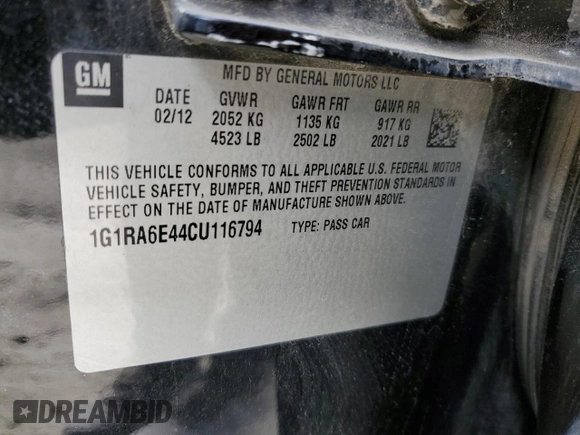 GM
MFD BY GENERAL MOTORS LLC
DATE GVWR GAWR FRT GAWR RR
02/12 2052 KG 1135 KG 917 KG
4523 LB 2502 LB 2021 LB
THIS VEHICLE CONFORMS TO ALL APPLICABLE U.S. FEDERAL MOTOR
VEHICLE SAFETY, BUMPER, AND THEFT PREVENTION STANDARDS IN
EFFECT ON THE DATE OF MANUFACTURE SHOWN ABOVE.
1G1RA6E44CU116794 TYPE: PASS CAR
DREAMBID